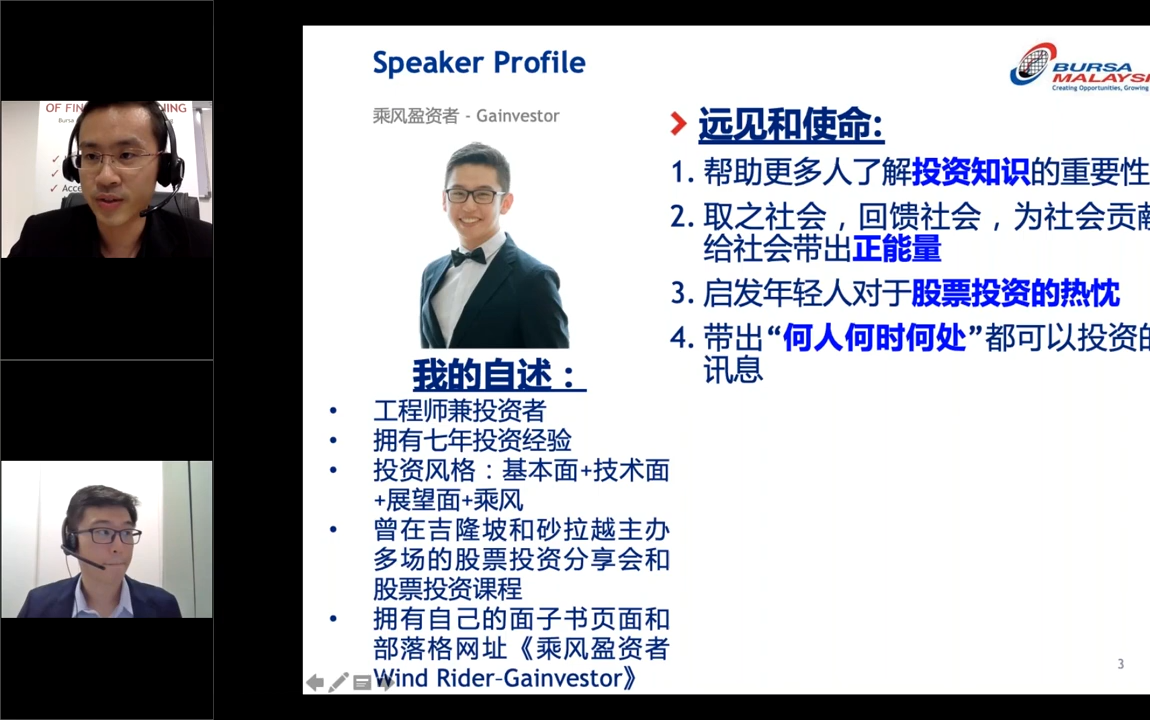 OF FIN
NING
Acce
Speaker Profile
乘风盈资者 - Gainvestor
我的自述：
• 工程师兼投资者
• 拥有七年投资经验
• 投资风格：基本面+技术面
+展望面+乘风
• 曾在吉隆坡和砂拉越主办
多场的股票投资分享会和
股票投资课程
• 拥有自己的面子书页面和
部落格网址《乘风盈资者
Wind Rider–Gainvestor》
BURSA
MALAYSI
Creating Opportunities, Growing
远见和使命:
1. 帮助更多人了解投资知识的重要性
2. 取之社会，回馈社会，为社会贡献
给社会带出正能量
3. 启发年轻人对于股票投资的热忱
4. 带出“何人何时何处”都可以投资的
讯息
3